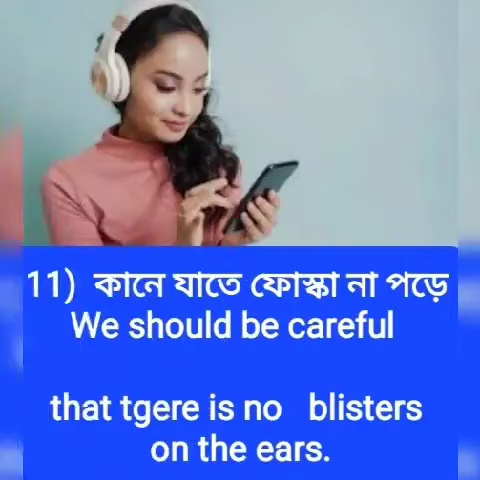 11) কানে যাতে ফোস্কা না পড়ে
We should be careful
that tgere is no blisters
on the ears.